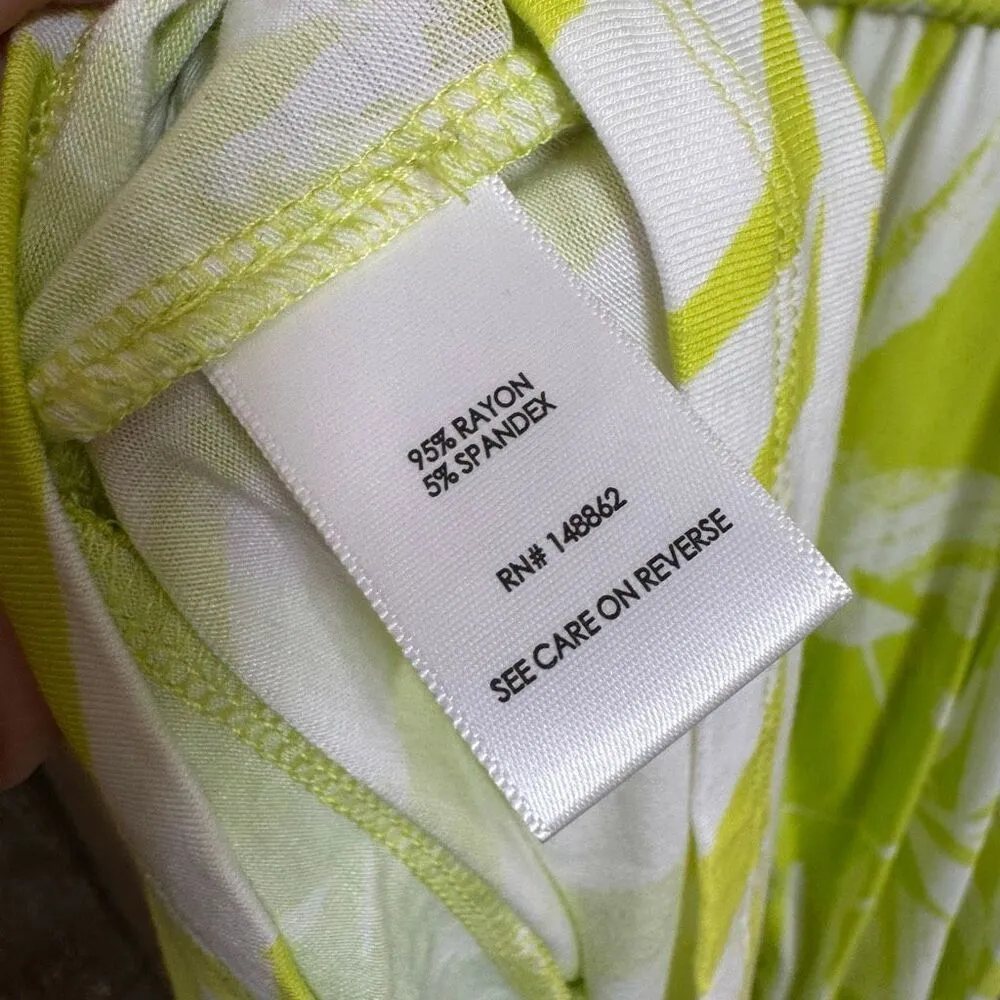 95% RAYON
5% SPANDEX
RN# 148862
SEE CARE ON REVERSE